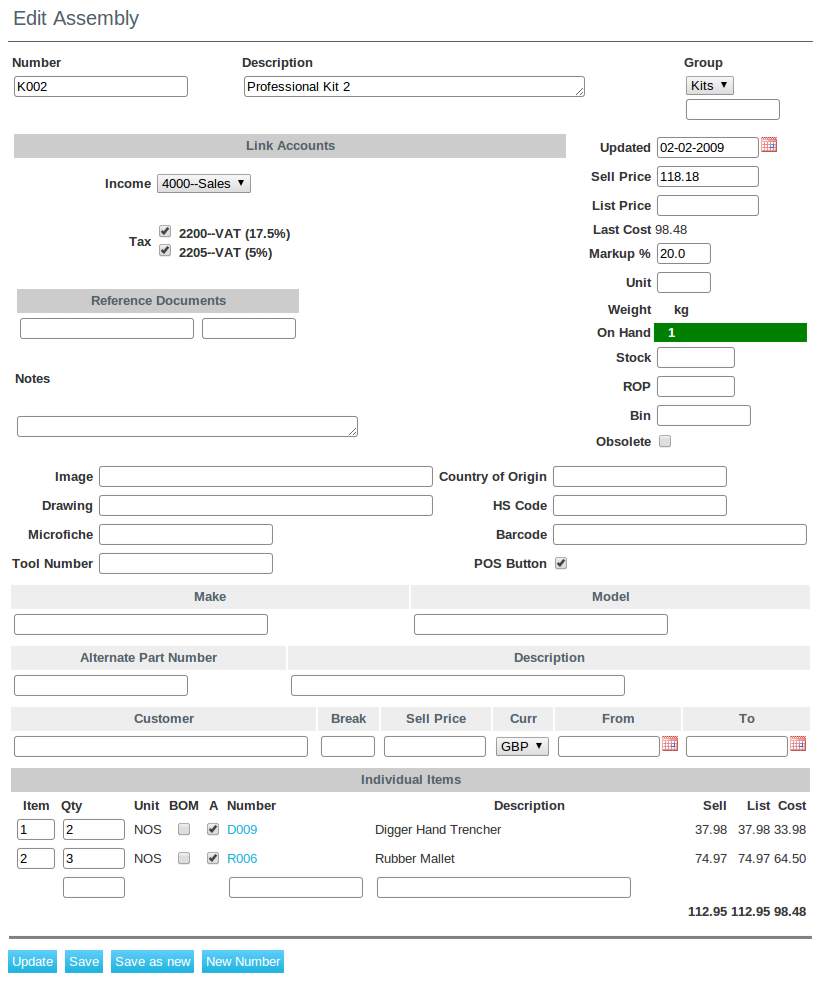 Edit Assembly
Number Description Group
K002 Professional Kit 2 Kits
Link Accounts
Updated 02-02-2009
Income 4000--Sales
Sell Price 118.18
List Price
Tax 2200--VAT (17.5%)
2205--VAT (5%)
Last Cost 98.48
Markup % 20.0
Unit
Reference Documents
Weight kg
On Hand 1
Stock
Notes
ROP
Bin
Obsolete
Image Country of Origin
Drawing HS Code
Microfiche Barcode
Tool Number POS Button
Make Model
Alternate Part Number Description
Customer Break Sell Price Curr From To
GBP
Individual Items
Item Qty Unit BOM A Number Description Sell List Cost
1 2 NOS D009 Digger Hand Trencher 37.98 37.98 33.98
2 3 NOS R006 Rubber Mallet 74.97 74.97 64.50
112.95 112.95 98.48
Update Save Save as new New Number